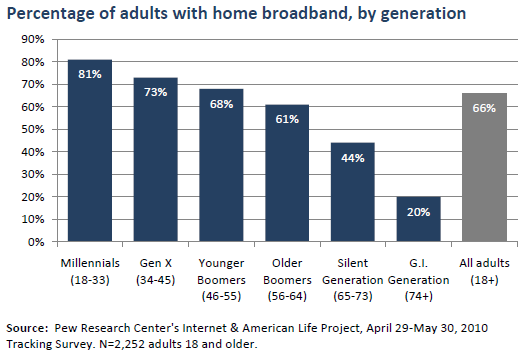 Percentage of adults with home broadband, by generation
90%
80%
70%
60%
50%
40%
30%
20%
10%
0%
81%
73%
68%
61%
44%
20%
66%
Millennials
(18-33)
Gen X
(34-45)
Younger
Boomers
(46-55)
Older
Boomers
(56-64)
Silent
Generation
(65-73)
G.I.
Generation
(74+)
All adults
(18+)
Source: Pew Research Center's Internet & American Life Project, April 29-May 30, 2010
Tracking Survey. N=2,252 adults 18 and older.